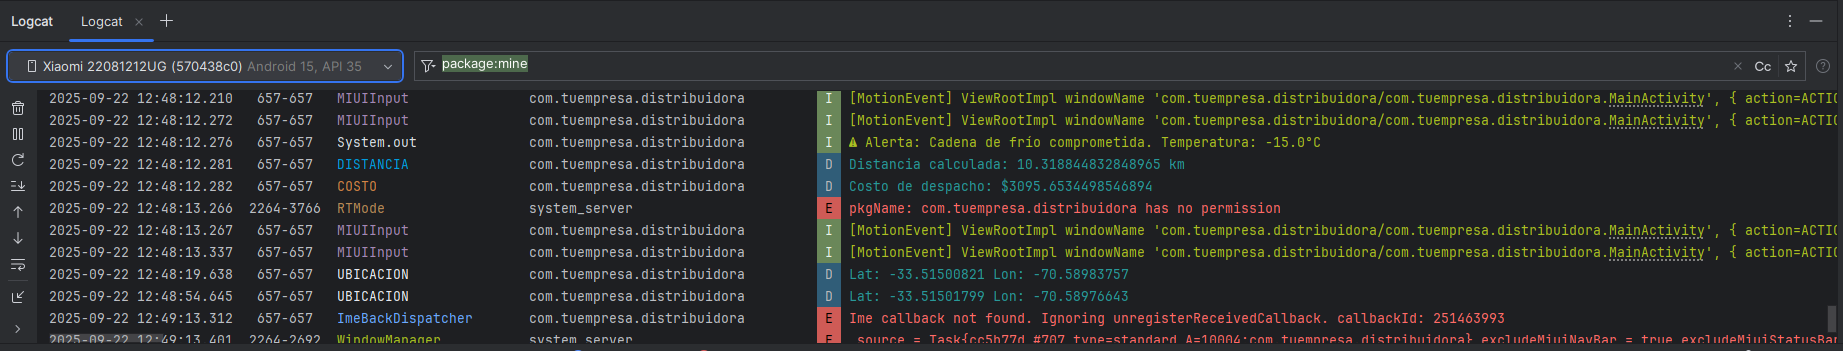 Logcat Logcat × +
Xiaomi 22081212UG (570438c0) Android 15, API 35 package:mine × Cc
2025-09-22 12:48:12.210 657-657 MIUIInput com.tuempresa.distribuidora I [MotionEvent] ViewRootImpl windowName 'com.tuempresa.distribuidora/com.tuempresa.distribuidora.MainActivity', { action=ACTIO
2025-09-22 12:48:12.272 657-657 MIUIInput com.tuempresa.distribuidora I [MotionEvent] ViewRootImpl windowName 'com.tuempresa.distribuidora/com.tuempresa.distribuidora.MainActivity', { action=ACTIO
2025-09-22 12:48:12.276 657-657 System.out com.tuempresa.distribuidora I ⚠ Alerta: Cadena de frío comprometida. Temperatura: -15.0°C
2025-09-22 12:48:12.281 657-657 DISTANCIA com.tuempresa.distribuidora D Distancia calculada: 10.318844832848965 km
2025-09-22 12:48:12.282 657-657 COSTO com.tuempresa.distribuidora D Costo de despacho: $3095.6534498546894
2025-09-22 12:48:13.266 2264-3766 RTMode system_server E pkgName: com.tuempresa.distribuidora has no permission
2025-09-22 12:48:13.267 657-657 MIUIInput com.tuempresa.distribuidora I [MotionEvent] ViewRootImpl windowName 'com.tuempresa.distribuidora/com.tuempresa.distribuidora.MainActivity', { action=ACTIO
2025-09-22 12:48:13.337 657-657 MIUIInput com.tuempresa.distribuidora I [MotionEvent] ViewRootImpl windowName 'com.tuempresa.distribuidora/com.tuempresa.distribuidora.MainActivity', { action=ACTIO
2025-09-22 12:48:19.638 657-657 UBICACION com.tuempresa.distribuidora D Lat: -33.51500821 Lon: -70.58983757
2025-09-22 12:48:54.645 657-657 UBICACION com.tuempresa.distribuidora D Lat: -33.51501799 Lon: -70.58976643
2025-09-22 12:49:13.312 657-657 ImeBackDispatcher com.tuempresa.distribuidora E Ime callback not found. Ignoring unregisterReceivedCallback. callbackId: 251463993
2025-09-22 12:49:13.401 2264-2692 WindowManager system_server E source = Task{cc5b77d #707 type=standard A=10004:com.tuempresa.distribuidora} excludeMiuiNavBar = true excludeMiuiStatusBar